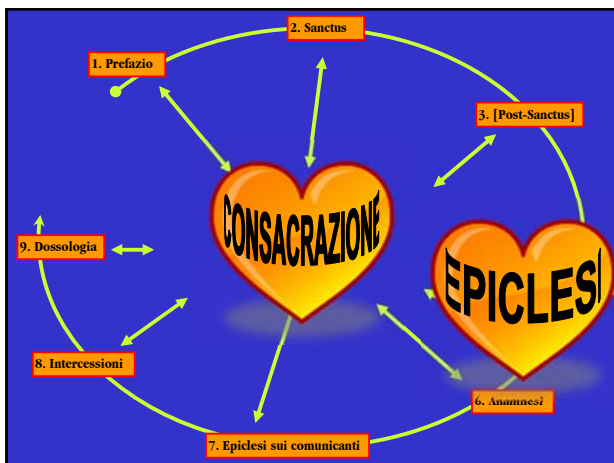 1. Prefazio
2. Sanctus
3. [Post-Sanctus]
CONSACRAZIONE
EPICLESI
6. Anamnesi
7. Epiclesi sui comunicanti
8. Intercessioni
9. Dossologia